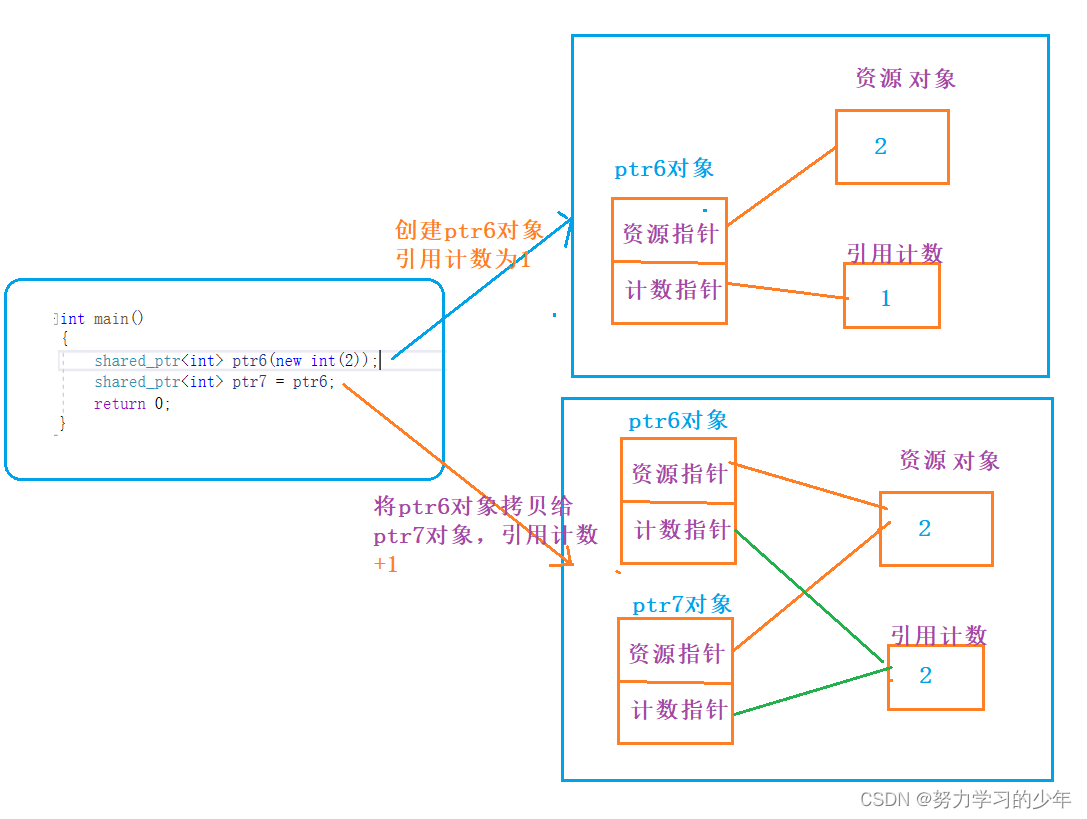 资源对象
2
ptr6对象
资源指针
计数指针
引用计数
1
创建ptr6对象
引用计数为1
int main()
{
shared_ptr<int> ptr6(new int(2));
shared_ptr<int> ptr7 = ptr6;
return 0;
}
将ptr6对象拷贝给
ptr7对象，引用计数
+1
ptr6对象
资源指针
计数指针
资源对象
2
ptr7对象
资源指针
计数指针
引用计数
2
CSDN @努力学习的少年